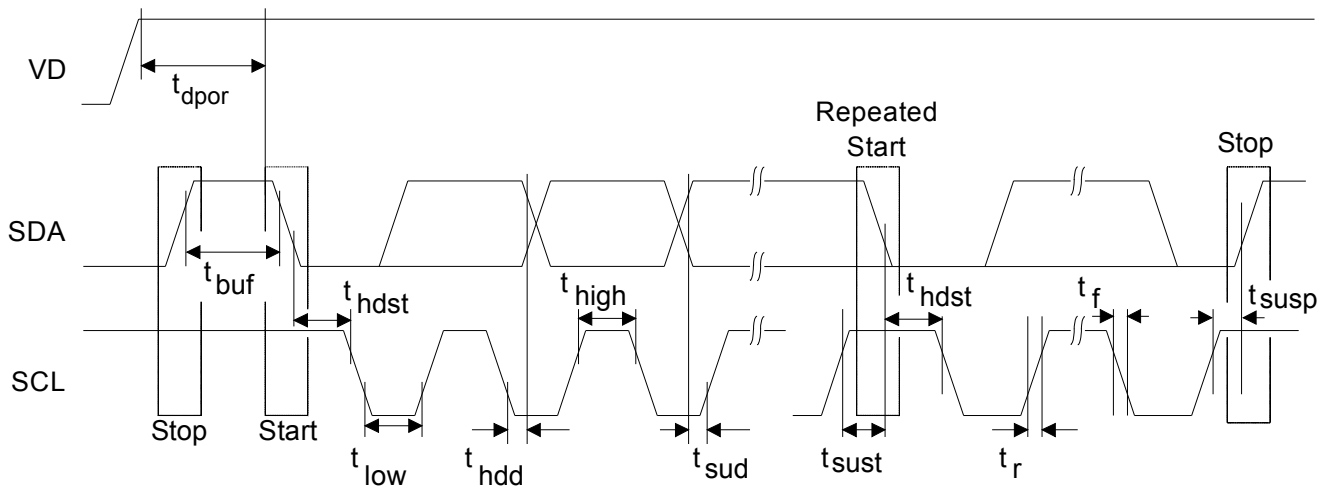 VD
t dpor
Repeated
Start
Stop
SDA
t buf
t hdst
t high
t hdst
t f
t susp
SCL
Stop
Start
t low
t hdd
t sud
t sust
t r